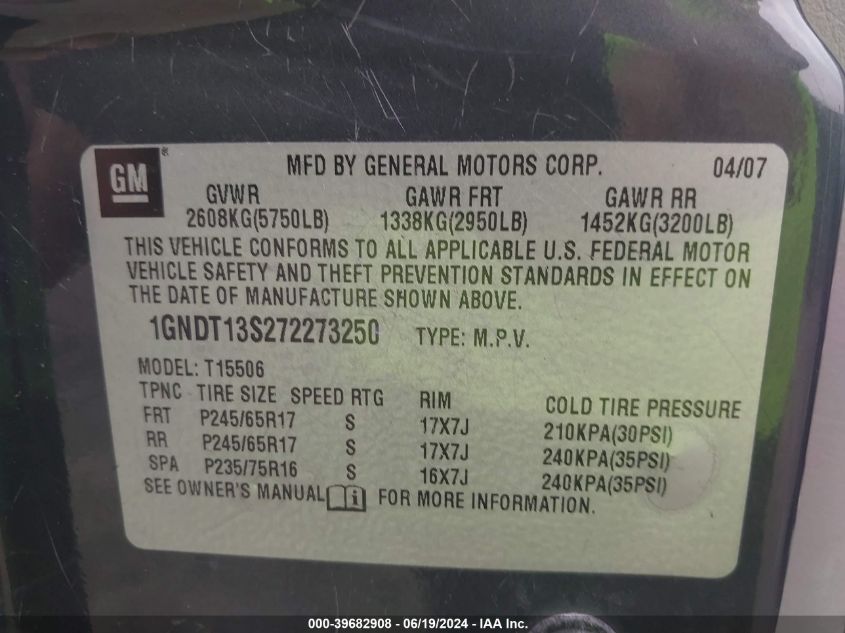 GM ® MFD BY GENERAL MOTORS CORP. 04/07
GVWR GAWR FRT GAWR RR
2608KG(5750LB) 1338KG(2950LB) 1452KG(3200LB)
THIS VEHICLE CONFORMS TO ALL APPLICABLE U.S. FEDERAL MOTOR
VEHICLE SAFETY AND THEFT PREVENTION STANDARDS IN EFFECT ON
THE DATE OF MANUFACTURE SHOWN ABOVE.
1GNDT13S272273250 TYPE: M.P.V.
MODEL: T15506
TPNC TIRE SIZE SPEED RTG RIM COLD TIRE PRESSURE
FRT P245/65R17 S 17X7J 210KPA(30PSI)
RR P245/65R17 S 17X7J 240KPA(35PSI)
SPA P235/75R16 S 16X7J 240KPA(35PSI)
SEE OWNER'S MANUAL i FOR MORE INFORMATION.
000-39682908 - 06/19/2024 - IAA Inc.